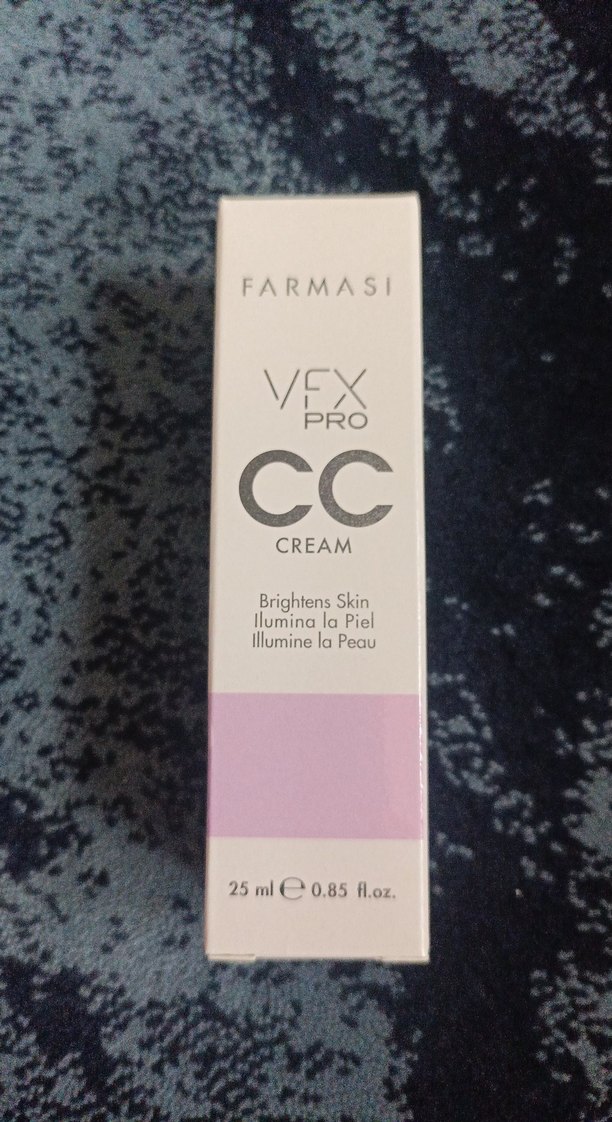 FARMASİ
VFX
PRO
CC
CREAM
Brightens Skin
Ilumina la Piel
Illumine la Peau
25 ml ℮ 0.85 fl.oz.